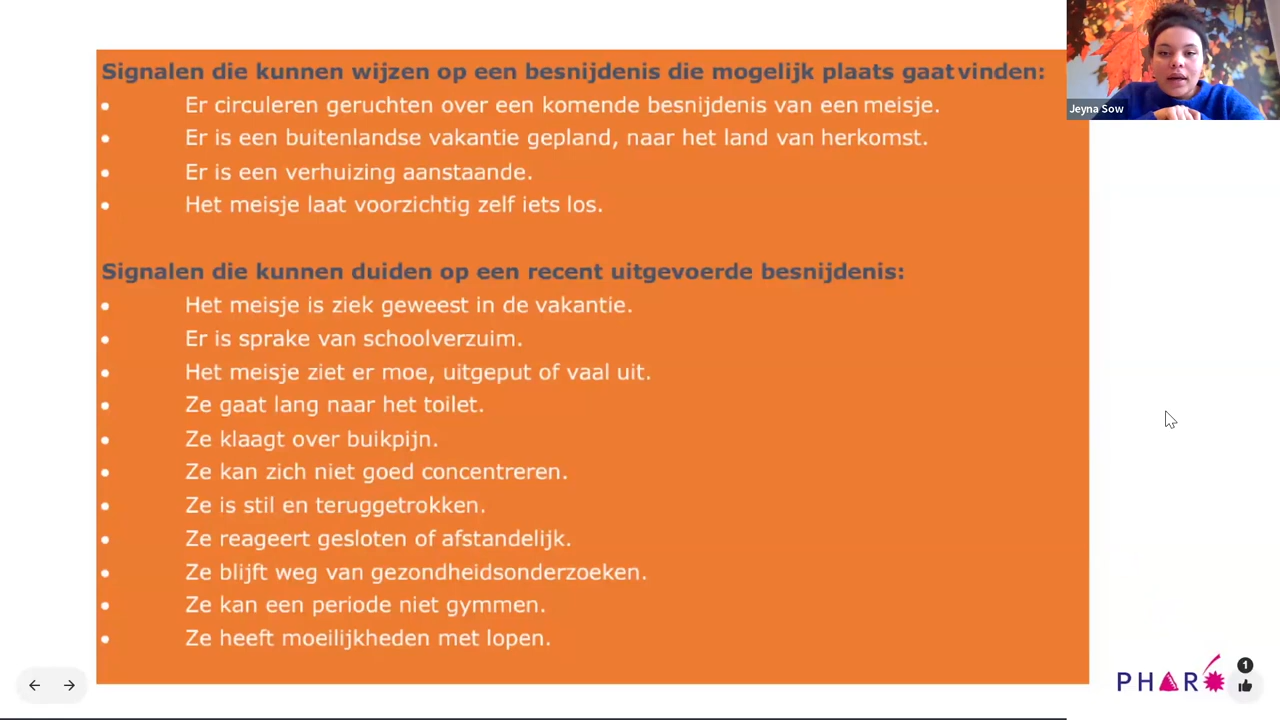 Signalen die kunnen wijzen op een besnijdenis die mogelijk plaats gaat vinden:
• Er circuleren geruchten over een komende besnijdenis van een meisje.
• Er is een buitenlandse vakantie gepland, naar het land van herkomst.
• Er is een verhuizing aanstaande.
• Het meisje laat voorzichtig zelf iets los.
Signalen die kunnen duiden op een recent uitgevoerde besnijdenis:
• Het meisje is ziek geweest in de vakantie.
• Er is sprake van schoolverzuim.
• Het meisje ziet er moe, uitgeput of vaal uit.
• Ze gaat lang naar het toilet.
• Ze klaagt over buikpijn.
• Ze kan zich niet goed concentreren.
• Ze is stil en teruggetrokken.
• Ze reageert gesloten of afstandelijk.
• Ze blijft weg van gezondheidsonderzoeken.
• Ze kan een periode niet gymmen.
• Ze heeft moeilijkheden met lopen.
Jeyna Sow
PHAROS
1